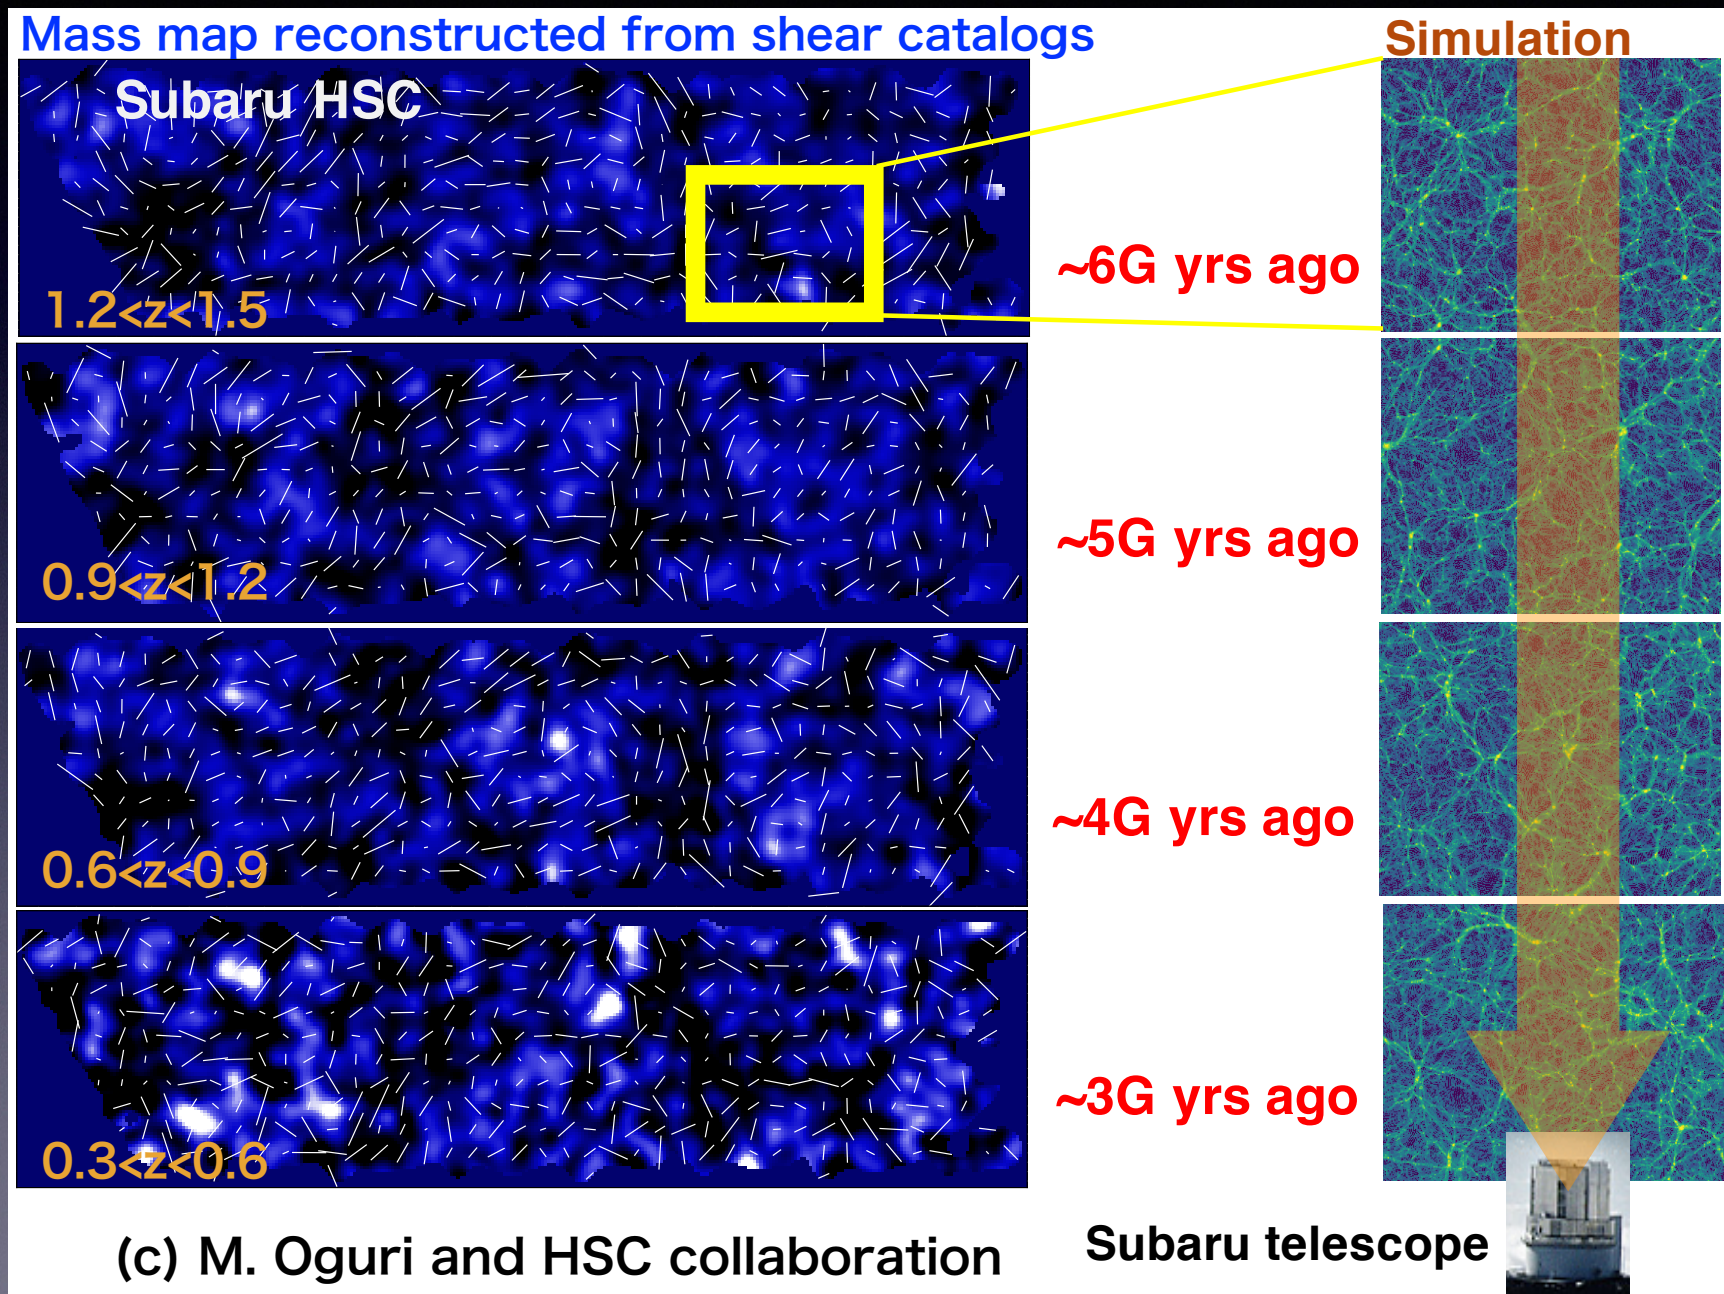 Mass map reconstructed from shear catalogs
Simulation
Subaru HSC
1.2<z<1.5
~6G yrs ago
0.9<z<1.2
~5G yrs ago
0.6<z<0.9
~4G yrs ago
0.3<z<0.6
~3G yrs ago
(c) M. Oguri and HSC collaboration
Subaru telescope